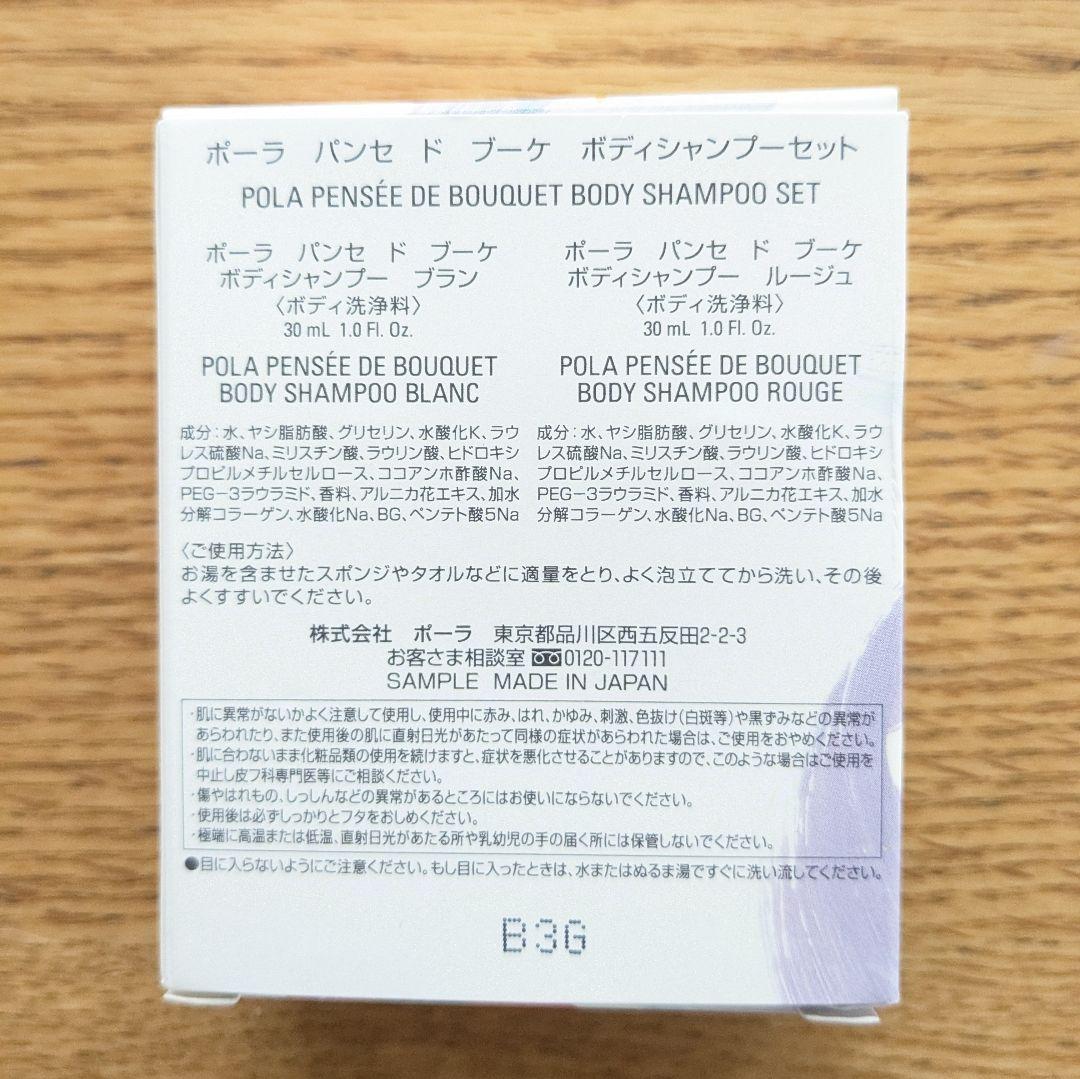 ポーラ パンセ ド ブーケ ボディシャンプーセット
POLA PENSÉE DE BOUQUET BODY SHAMPOO SET
ポーラ パンセ ド ブーケ
ボディシャンプー ブラン
〈ボディ洗浄料〉
30 mL 1.0 Fl. Oz.
POLA PENSÉE DE BOUQUET
BODY SHAMPOO BLANC
成分：水、ヤシ脂肪酸、グリセリン、水酸化K、ラウ
レス硫酸Na、ミリスチン酸、ラウリン酸、ヒドロキシ
プロピルメチルセルロース、ココアンホ酢酸Na、
PEG－3ラウラミド、香料、アルニカ花エキス、加水
分解コラーゲン、水酸化Na、BG、ペンテト酸5Na
ポーラ パンセ ド ブーケ
ボディシャンプー ルージュ
〈ボディ洗浄料〉
30 mL 1.0 Fl. Oz.
POLA PENSÉE DE BOUQUET
BODY SHAMPOO ROUGE
成分：水、ヤシ脂肪酸、グリセリン、水酸化K、ラウ
レス硫酸Na、ミリスチン酸、ラウリン酸、ヒドロキシ
プロピルメチルセルロース、ココアンホ酢酸Na、
PEG－3ラウラミド、香料、アルニカ花エキス、加水
分解コラーゲン、水酸化Na、BG、ペンテト酸5Na
〈ご使用方法〉
お湯を含ませたスポンジやタオルなどに適量をとり、よく泡立ててから洗い、その後
よくすすいでください。
株式会社 ポーラ 東京都品川区西五反田2-2-3
お客さま相談室 0120-117111
SAMPLE MADE IN JAPAN
・肌に異常がないかよく注意して使用し、使用中に赤み、はれ、かゆみ、刺激、色抜け(白斑等)や黒ずみなどの異常が
あらわれたり、また使用後の肌に直射日光があたって同様の症状があらわれた場合は、ご使用をおやめください。
・肌に合わないまま化粧品類の使用を続けますと、症状を悪化させることがありますので、このような場合はご使用を
中止し皮フ科専門医等にご相談ください。
・傷やはれもの、しっしんなどの異常があるところにはお使いにならないでください。
・使用後は必ずしっかりとフタをおしめください。
・極端に高温または低温、直射日光があたる所や乳幼児の手の届く所には保管しないでください。
●目に入らないようにご注意ください。もし目に入ったときは、水またはぬるま湯ですぐに洗い流してください。
B3G